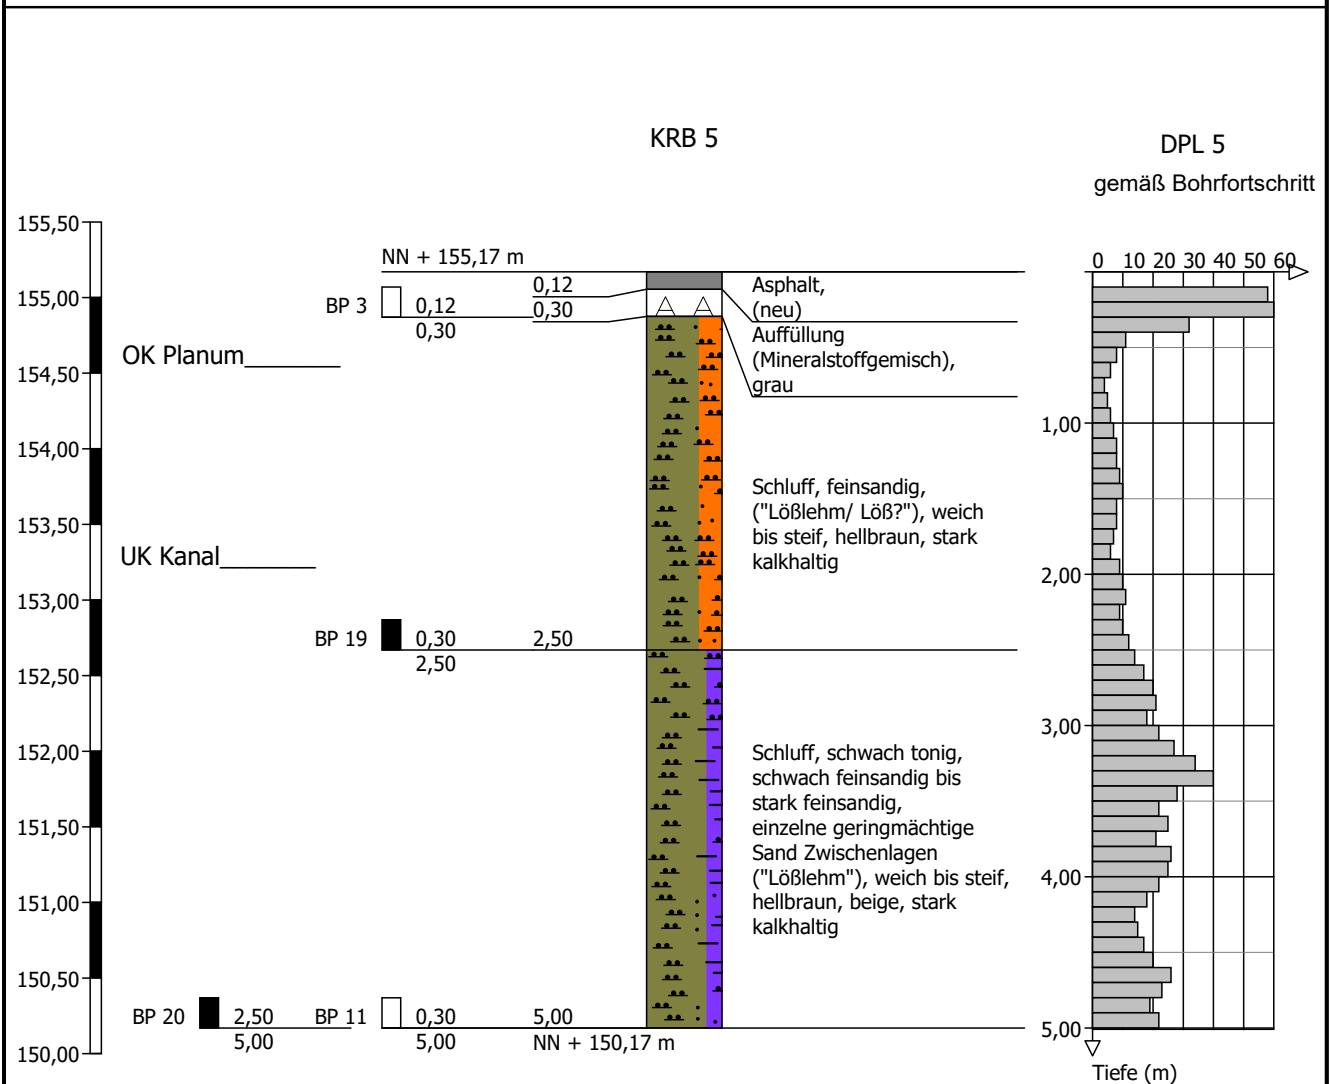 KRB 5
DPL 5
gemäß Bohrfortschritt
155,50
155,00
154,50
154,00
153,50
153,00
152,50
152,00
151,50
151,00
150,50
150,00
OK Planum
UK Kanal
NN + 155,17 m
BP 3
0,12
0,30
0,12
0,30
BP 19
0,30
2,50
2,50
BP 20
2,50
5,00
BP 11
0,30
5,00
5,00
NN + 150,17 m
Asphalt,
(neu)
Auffüllung
(Mineralstoffgemisch),
grau
Schluff, feinsandig,
("Lößlehm/ Löß?"), weich
bis steif, hellbraun, stark
kalkhaltig
Schluff, schwach tonig,
schwach feinsandig bis
stark feinsandig,
einzelne geringmächtige
Sand Zwischenlagen
("Lößlehm"), weich bis steif,
hellbraun, beige, stark
kalkhaltig
0 10 20 30 40 50 60
1,00
2,00
3,00
4,00
5,00
Tiefe (m)